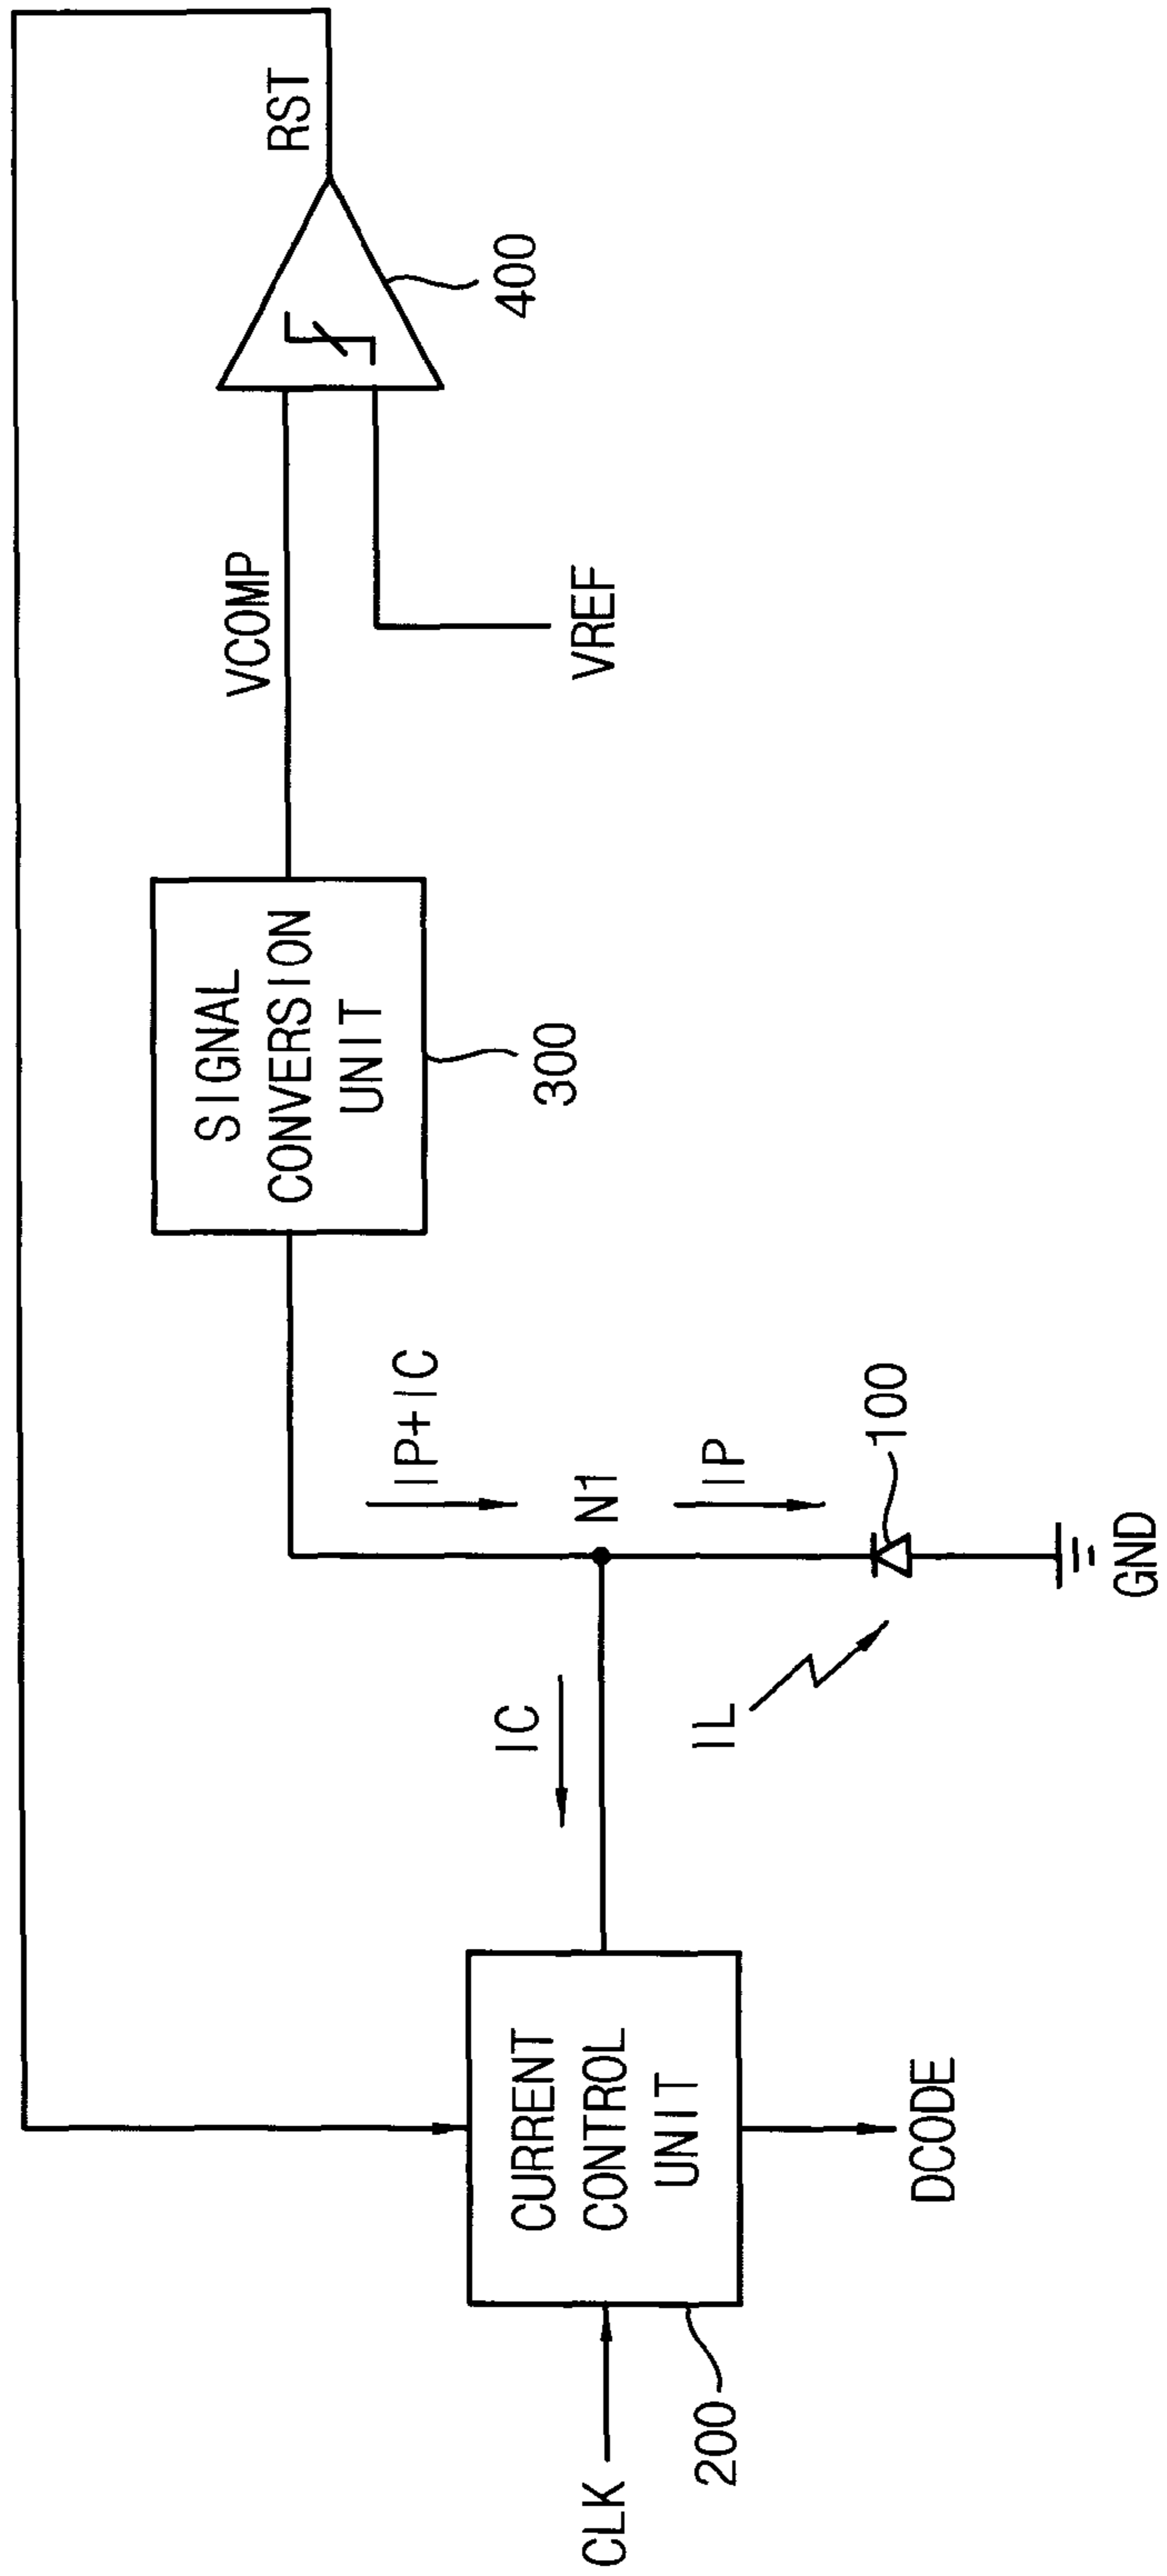 RST
400
VCOMP
VREF
SIGNAL
CONVERSION
UNIT
300
IP+IC
N1
IP
100
GND
IC
IL
CURRENT
CONTROL
UNIT
200
CLK
DCODE